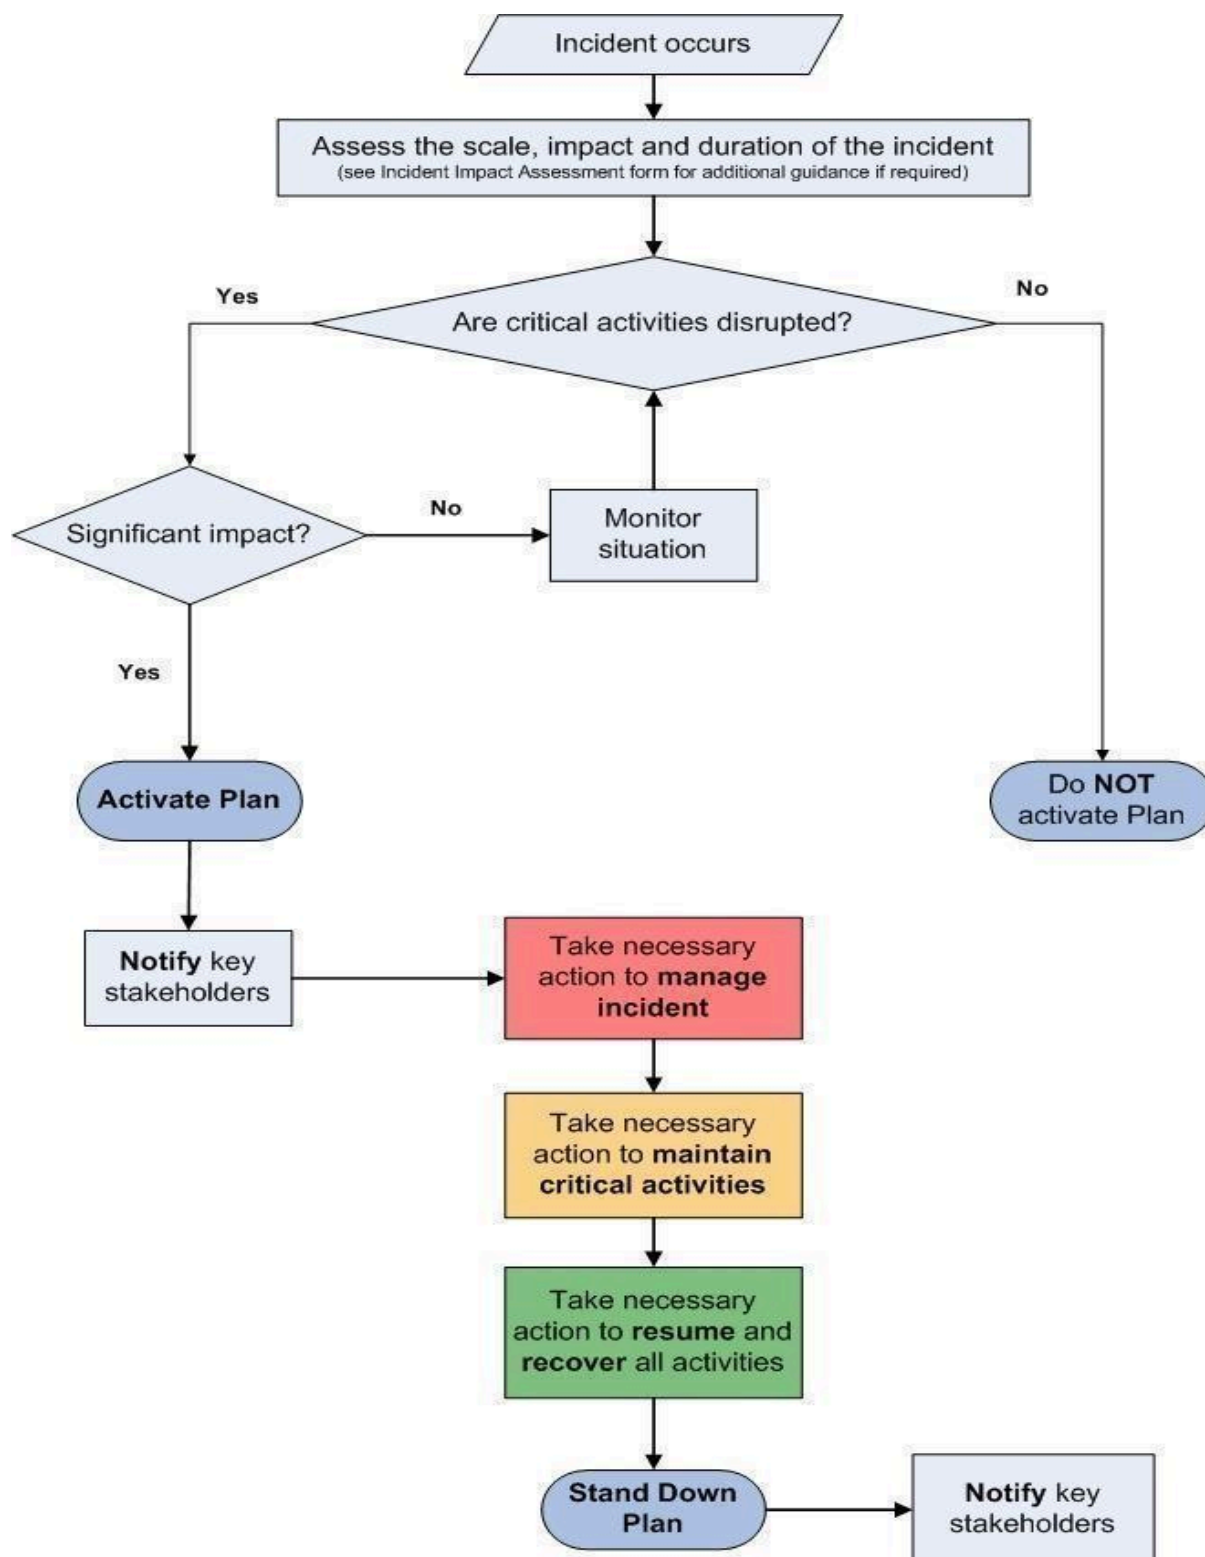 Incident occurs
Assess the scale, impact and duration of the incident
(see Incident Impact Assessment form for additional guidance if required)
Yes
No
Are critical activities disrupted?
Significant impact?
No
Monitor
situation
Yes
Activate Plan
Do NOT
activate Plan
Notify key
stakeholders
Take necessary
action to manage
incident
Take necessary
action to maintain
critical activities
Take necessary
action to resume and
recover all activities
Stand Down
Plan
Notify key
stakeholders